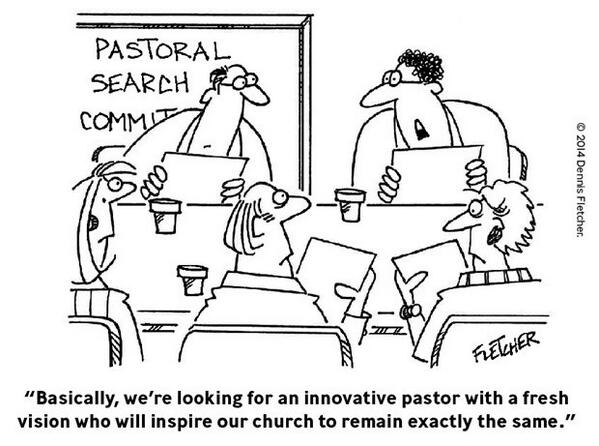 PASTORAL
SEARCH
COMMIT
© 2014 Dennis Fletcher.
FLETCHER
“Basically, we’re looking for an innovative pastor with a fresh
vision who will inspire our church to remain exactly the same.”